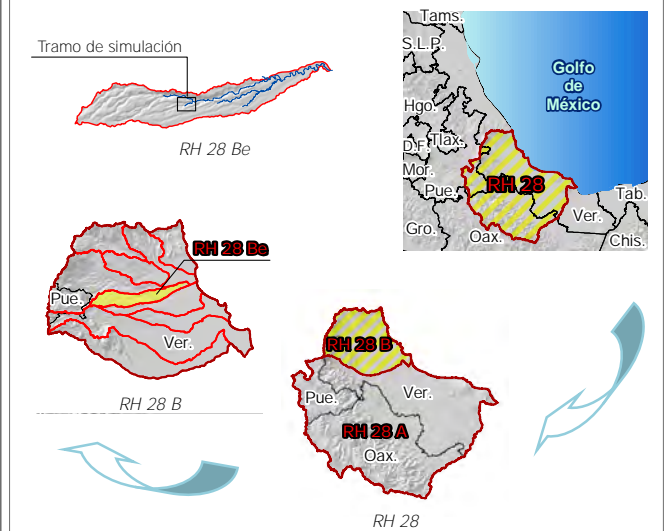 Tramo de simulación
RH 28 Be
Tams.
S.L.P.
Golfo
de
México
Hgo.
D.F.
Tlax.
Mor.
Pue.
RH 28
Gro.
Oax.
Ver.
Tab.
Chis.
RH 28 Be
Pue.
Ver.
RH 28 B
RH 28 B
Pue.
Ver.
RH 28 A
Oax.
RH 28